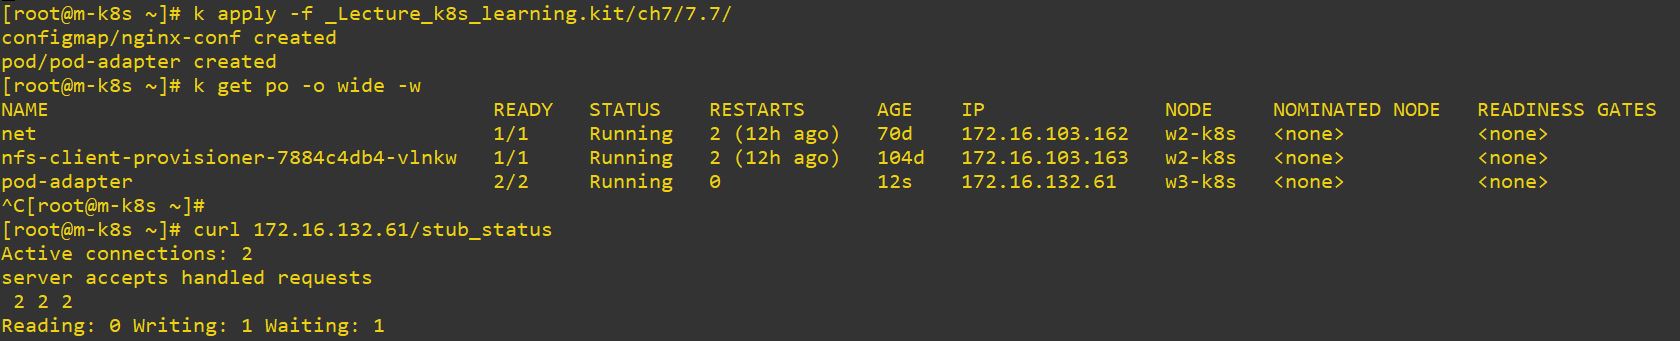 [root@m-k8s ~]# k apply -f _Lecture_k8s_learning.kit/ch7/7.7/
configmap/nginx-conf created
pod/pod-adapter created
[root@m-k8s ~]# k get po -o wide -w
NAME                                     READY   STATUS    RESTARTS      AGE    IP               NODE     NOMINATED NODE   READINESS GATES
net                                      1/1     Running   2 (12h ago)   70d    172.16.103.162   w2-k8s   <none>           <none>
nfs-client-provisioner-7884c4db4-vlnkw   1/1     Running   2 (12h ago)   104d   172.16.103.163   w2-k8s   <none>           <none>
pod-adapter                              2/2     Running   0             12s    172.16.132.61    w3-k8s   <none>           <none>
^C[root@m-k8s ~]#
[root@m-k8s ~]# curl 172.16.132.61/stub_status
Active connections: 2
server accepts handled requests
 2 2 2
Reading: 0 Writing: 1 Waiting: 1